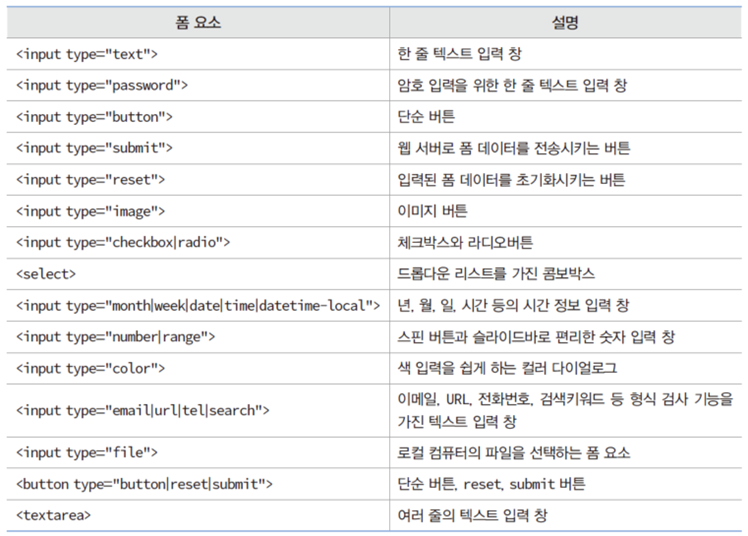 폼 요소 설명
<input type="text"> 한 줄 텍스트 입력 창
<input type="password"> 암호 입력을 위한 한 줄 텍스트 입력 창
<input type="button"> 단순 버튼
<input type="submit"> 웹 서버로 폼 데이터를 전송시키는 버튼
<input type="reset"> 입력된 폼 데이터를 초기화시키는 버튼
<input type="image"> 이미지 버튼
<input type="checkbox|radio"> 체크박스와 라디오버튼
<select> 드롭다운 리스트를 가진 콤보박스
<input type="month|week|date|time|datetime-local"> 년, 월, 일, 시간 등의 시간 정보 입력 창
<input type="number|range"> 스핀 버튼과 슬라이드바로 편리한 숫자 입력 창
<input type="color"> 색 입력을 쉽게 하는 컬러 다이얼로그
<input type="email|url|tel|search"> 이메일, URL, 전화번호, 검색키워드 등 형식 검사 기능을
가진 텍스트 입력 창
<input type="file"> 로컬 컴퓨터의 파일을 선택하는 폼 요소
<button type="button|reset|submit"> 단순 버튼, reset, submit 버튼
<textarea> 여러 줄의 텍스트 입력 창